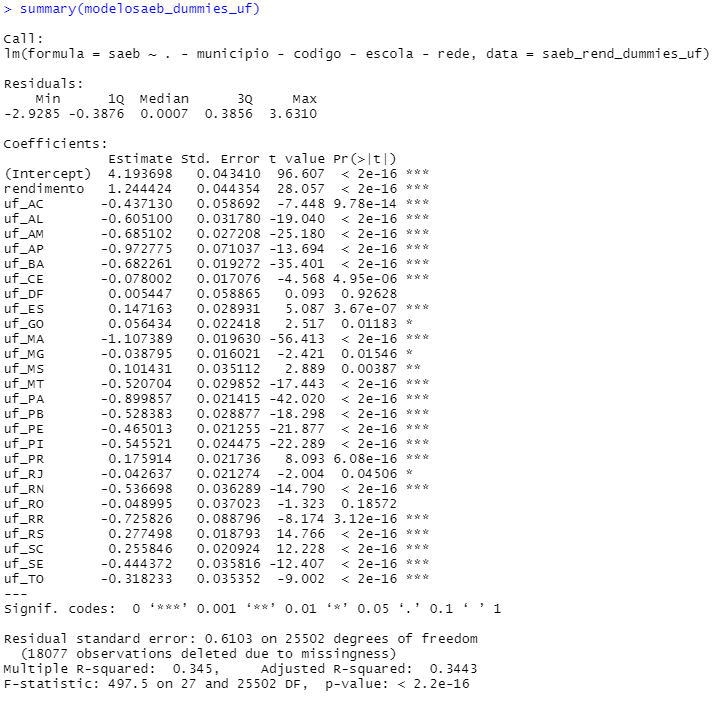 > summary(modelosaeb_dummies_uf)
Call:
lm(formula = saeb ~ . - municipio - codigo - escola - rede, data = saeb_rend_dummies_uf)
Residuals:
    Min      1Q  Median      3Q     Max
-2.9285 -0.3876  0.0007  0.3856  3.6310
Coefficients:
             Estimate Std. Error t value Pr(>|t|)
(Intercept)  4.193698   0.043410  96.607  < 2e-16 ***
rendimento   1.244424   0.044354  28.057  < 2e-16 ***
uf_AC       -0.437130   0.058692  -7.448 9.78e-14 ***
uf_AL       -0.605100   0.031780 -19.040  < 2e-16 ***
uf_AM       -0.685102   0.027208 -25.180  < 2e-16 ***
uf_AP       -0.972775   0.071037 -13.694  < 2e-16 ***
uf_BA       -0.682261   0.019272 -35.401  < 2e-16 ***
uf_CE       -0.078002   0.017076  -4.568 4.95e-06 ***
uf_DF        0.005447   0.058865   0.093  0.92628
uf_ES        0.147163   0.028931   5.087 3.67e-07 ***
uf_GO        0.056434   0.022418   2.517  0.01183 *
uf_MA       -1.107389   0.019630 -56.413  < 2e-16 ***
uf_MG       -0.038795   0.016021  -2.421  0.01546 *
uf_MS        0.101431   0.035112   2.889  0.00387 **
uf_MT       -0.520704   0.029852 -17.443  < 2e-16 ***
uf_PA       -0.899857   0.021415 -42.020  < 2e-16 ***
uf_PB       -0.528383   0.028877 -18.298  < 2e-16 ***
uf_PE       -0.465013   0.021255 -21.877  < 2e-16 ***
uf_PI       -0.545521   0.024475 -22.289  < 2e-16 ***
uf_PR        0.175914   0.021736   8.093 6.08e-16 ***
uf_RJ       -0.042637   0.021274  -2.004  0.04506 *
uf_RN       -0.536698   0.036289 -14.790  < 2e-16 ***
uf_RO       -0.048995   0.037023  -1.323  0.18572
uf_RR       -0.725826   0.088796  -8.174 3.12e-16 ***
uf_RS        0.277498   0.018793  14.766  < 2e-16 ***
uf_SC        0.255846   0.020924  12.228  < 2e-16 ***
uf_SE       -0.444372   0.035816 -12.407  < 2e-16 ***
uf_TO       -0.318233   0.035352  -9.002  < 2e-16 ***
---
Signif. codes:  0 ‘***’ 0.001 ‘**’ 0.01 ‘*’ 0.05 ‘.’ 0.1 ‘ ’ 1
Residual standard error: 0.6103 on 25502 degrees of freedom
  (18077 observations deleted due to missingness)
Multiple R-squared:  0.345,	Adjusted R-squared:  0.3443
F-statistic: 497.5 on 27 and 25502 DF,  p-value: < 2.2e-16